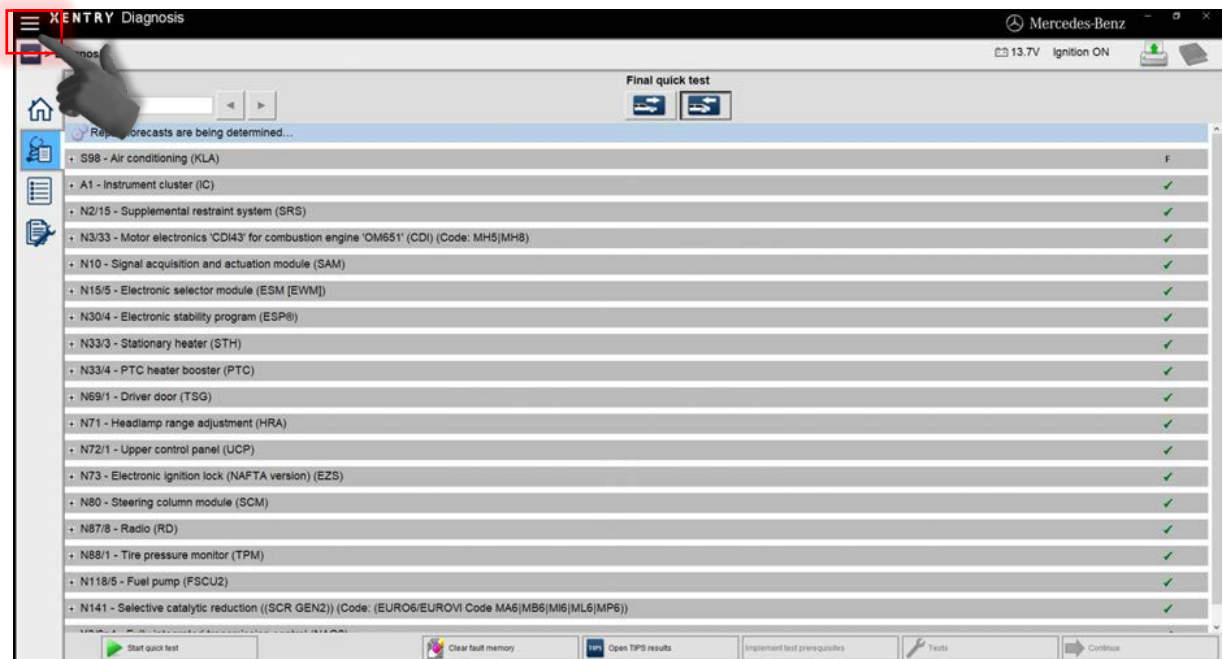 XENTRY Diagnosis
Mercedes-Benz
13.7V Ignition ON
Final quick test
forecasts are being determined...
+ S98 - Air conditioning (KLA) F
+ A1 - Instrument cluster (IC) ✓
+ N2/15 - Supplemental restraint system (SRS) ✓
+ N3/33 - Motor electronics 'CDI43' for combustion engine 'OM651' (CDI) (Code: MH5|MH8) ✓
+ N10 - Signal acquisition and actuation module (SAM) ✓
+ N15/5 - Electronic selector module (ESM [EWM]) ✓
+ N30/4 - Electronic stability program (ESP®) ✓
+ N33/3 - Stationary heater (STH) ✓
+ N33/4 - PTC heater booster (PTC) ✓
+ N69/1 - Driver door (TSG) ✓
+ N71 - Headlamp range adjustment (HRA) ✓
+ N72/1 - Upper control panel (UCP) ✓
+ N73 - Electronic ignition lock (NAFTA version) (EZS) ✓
+ N80 - Steering column module (SCM) ✓
+ N87/8 - Radio (RD) ✓
+ N88/1 - Tire pressure monitor (TPM) ✓
+ N118/5 - Fuel pump (FSCU2) ✓
+ N141 - Selective catalytic reduction ((SCR GEN2)) (Code: (EURO6/EUROVI Code MA6|MB6|MI6|ML6|MP6)) ✓
Start quick test
Clear fault memory
TIPS Open TIPS results
Implement test prerequisites
Tests
Continue